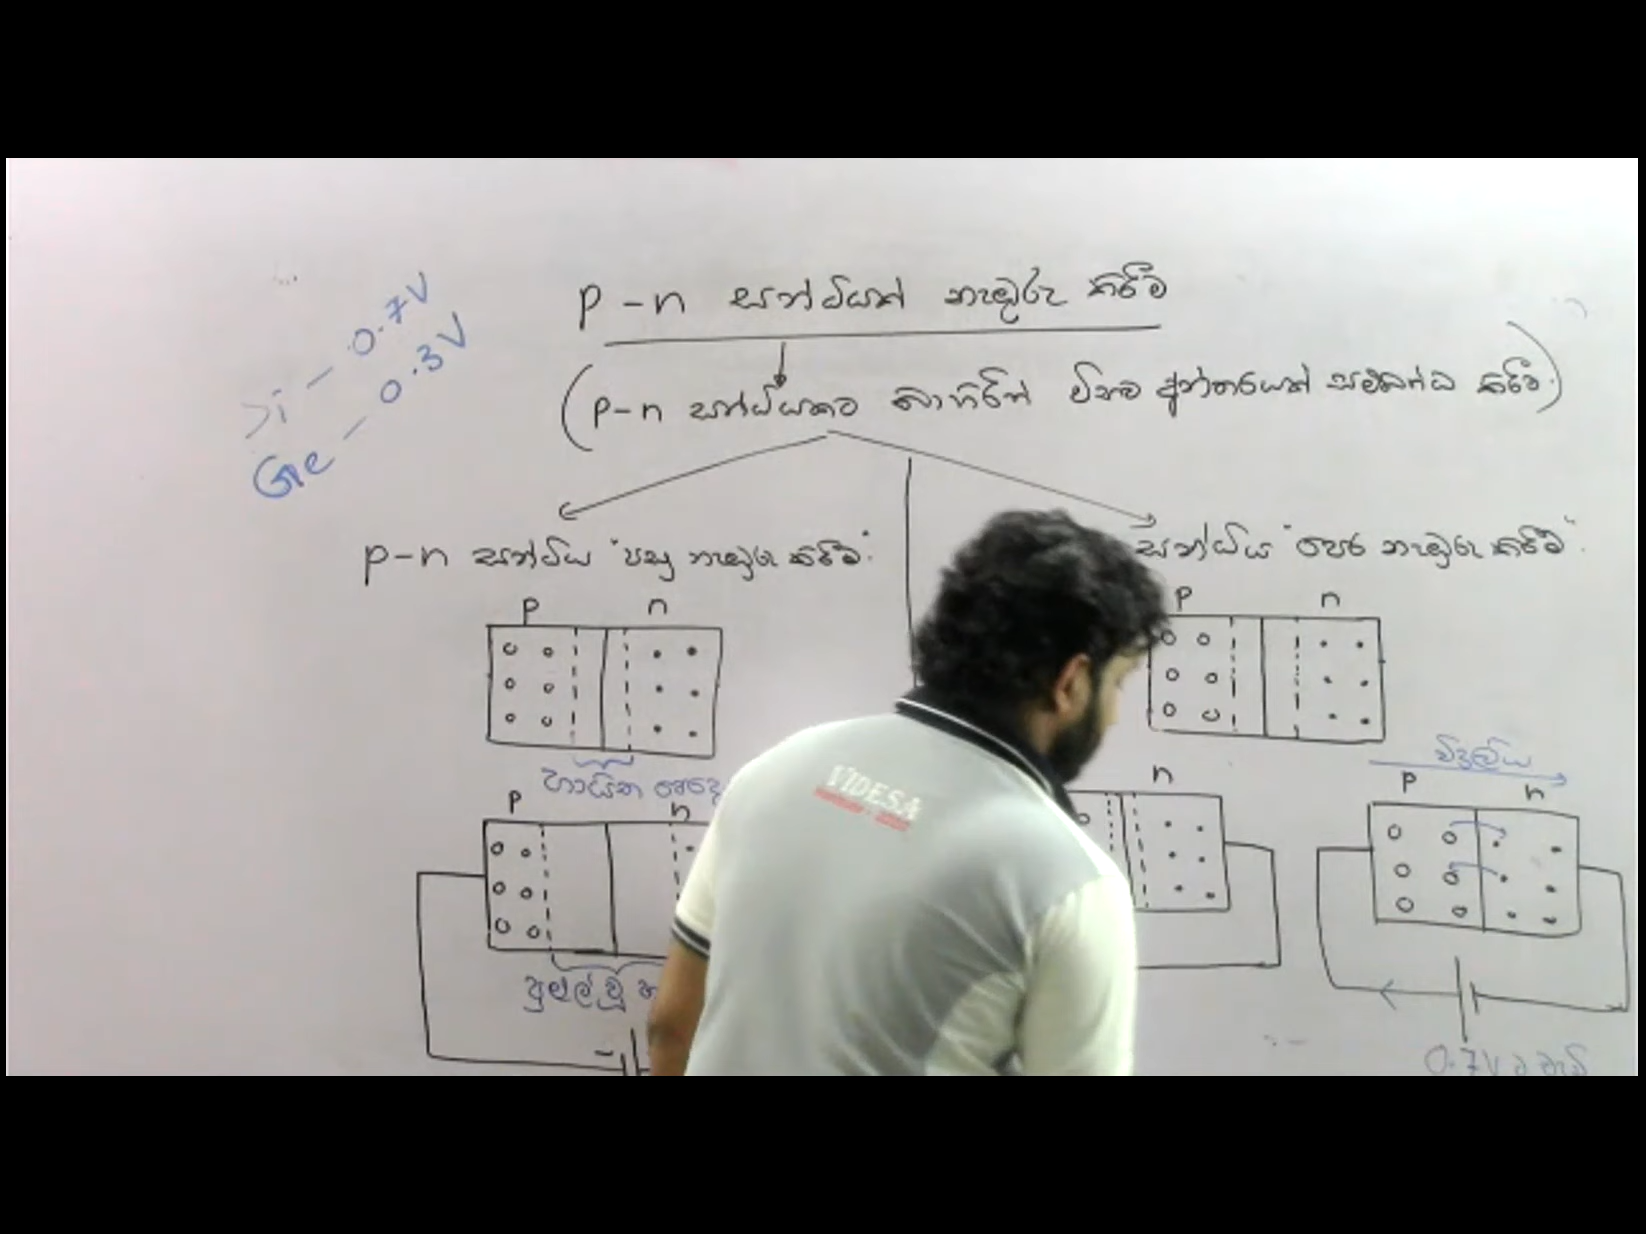 p-n සන්ධියක් නැඹුරු කිරීම
(p-n සන්ධියකට බාහිරින් විභව අන්තරයක් සම්බන්ධ කිරීම.)
Si - 0.7V
Ge - 0.3V
p-n සන්ධිය "පසු නැඹුරු කිරීම".
සන්ධිය "පෙර නැඹුරු කිරීම".
p n
p n
හායිත පෙදෙ
p n
n
විදුලිය
p n
පුළුල් වූ හ
-
0.7V ට වැඩි
VIDESA